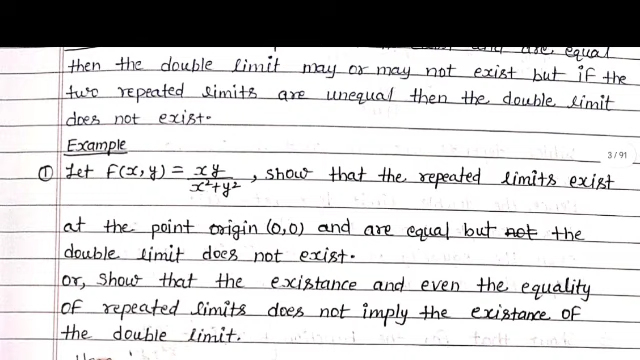 and are equal
then the double limit may or may not exist but if the
two repeated limits are unequal then the double limit
does not exist.
Example
3/91
① Let f(x,y) = xy/x²+y², show that the repeated limits exist
at the point origin (0,0) and are equal but not the
double limit does not exist.
or, show that the existance and even the equality
of repeated limits does not imply the existance of
the double limit.